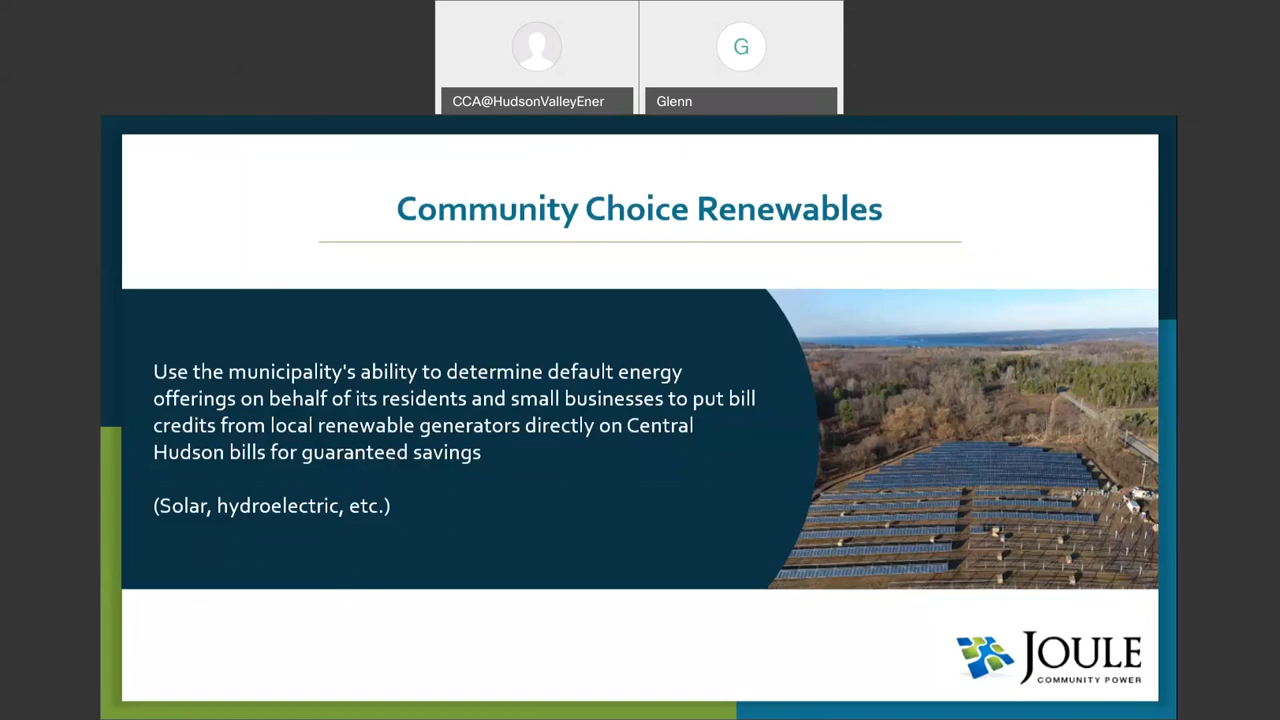 CCA@HudsonValleyEner
G
Glenn
Community Choice Renewables
Use the municipality's ability to determine default energy
offerings on behalf of its residents and small businesses to put bill
credits from local renewable generators directly on Central
Hudson bills for guaranteed savings
(Solar, hydroelectric, etc.)
JOULE
COMMUNITY POWER